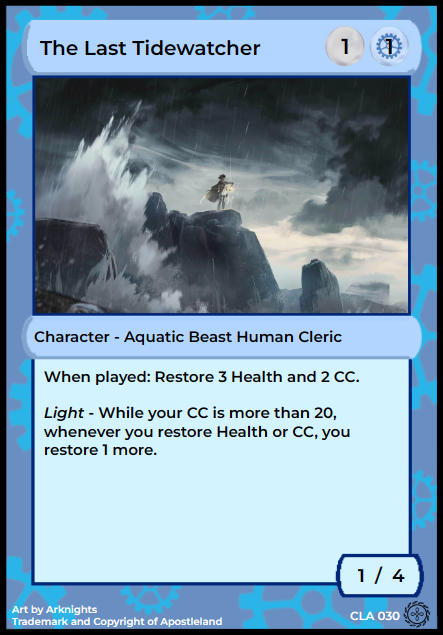 The Last Tidewatcher 1 1
Character - Aquatic Beast Human Cleric
When played: Restore 3 Health and 2 CC.
Light - While your CC is more than 20,
whenever you restore Health or CC, you
restore 1 more.
1 / 4
Art by Arknights
Trademark and Copyright of Apostleland
CLA 030